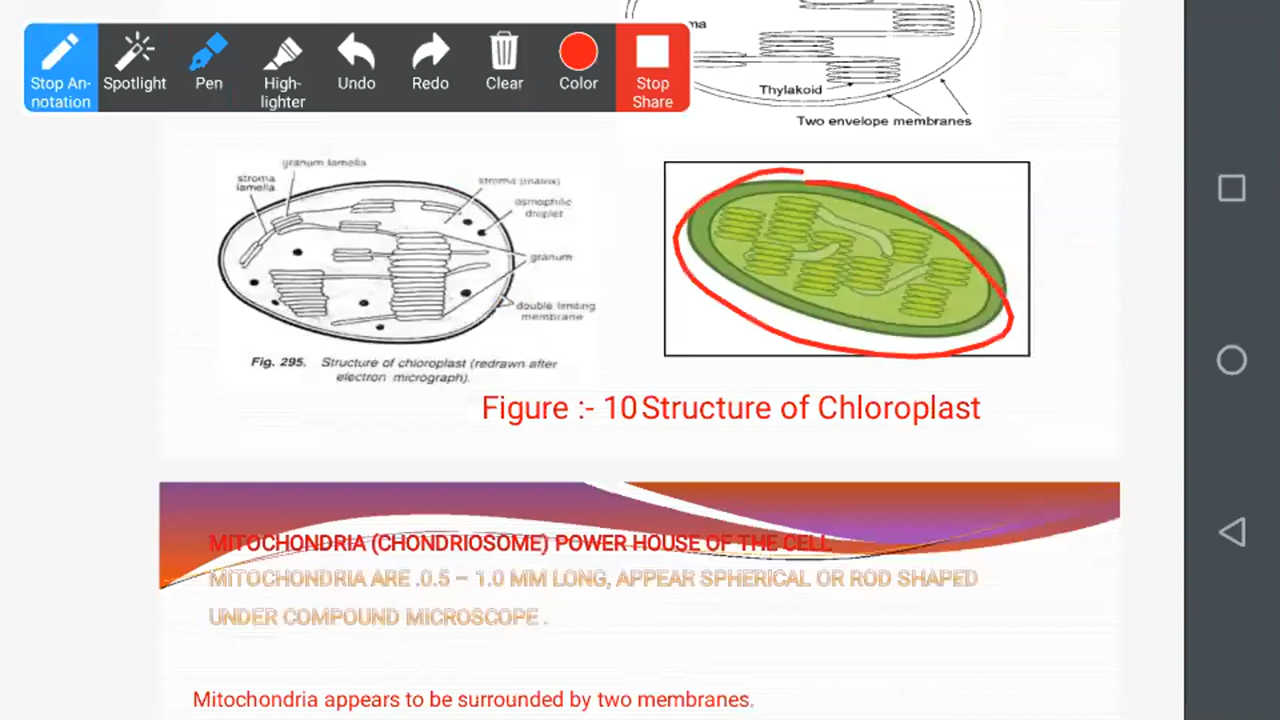 ma
Stop An-
notation
Spotlight
Pen
High-
lighter
Undo
Redo
Clear
Color
Stop
Share
Thylakoid
Two envelope membranes
granum lamella
stroma
lamella
stroma (matrix)
osmophilic
droplet
granum
double limiting
membrane
Fig. 295. Structure of chloroplast (redrawn after
electron micrograph).
Figure :- 10 Structure of Chloroplast
MITOCHONDRIA (CHONDRIOSOME) POWER HOUSE OF THE CELL
MITOCHONDRIA ARE .0.5 – 1.0 MM LONG, APPEAR SPHERICAL OR ROD SHAPED
UNDER COMPOUND MICROSCOPE .
Mitochondria appears to be surrounded by two membranes.